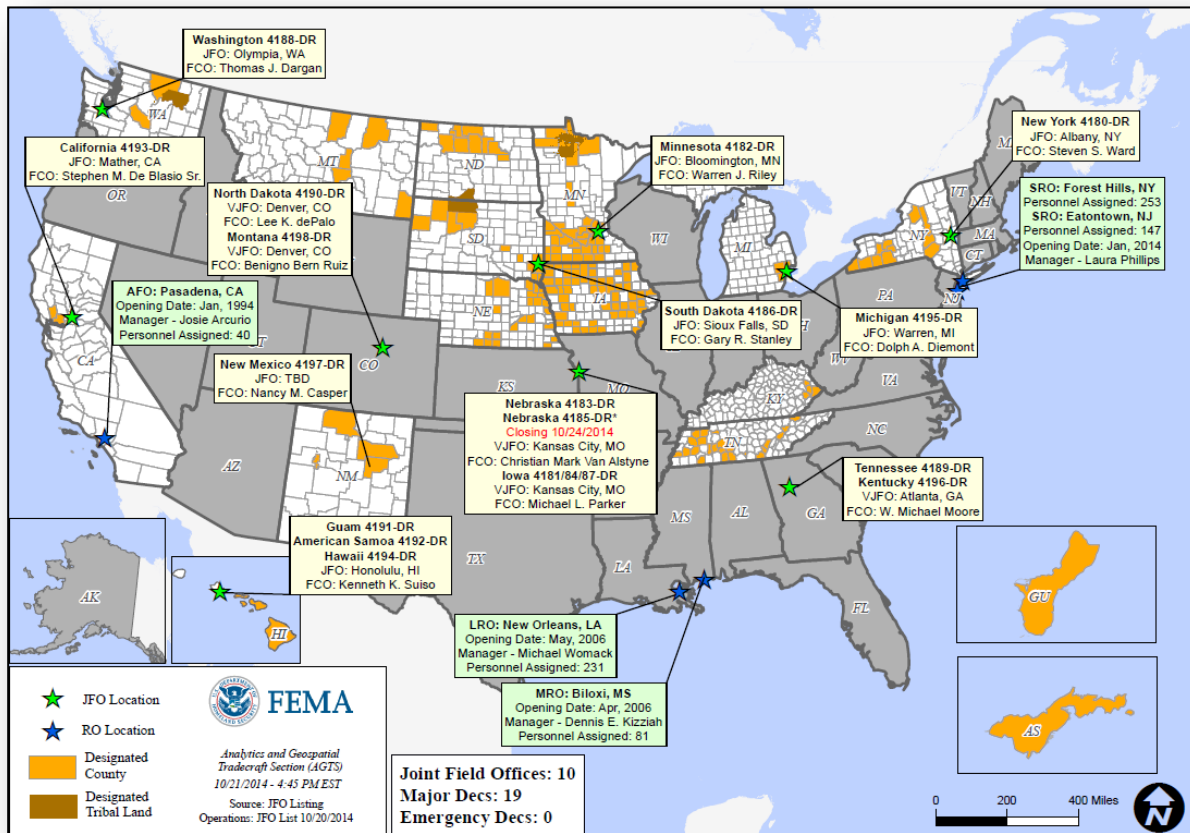 Washington 4188-DR
JFO: Olympia, WA
FCO: Thomas J. Dargan
California 4193-DR
JFO: Mather, CA
FCO: Stephen M. De Blasio Sr.
North Dakota 4190-DR
VJFO: Denver, CO
FCO: Lee K. dePalo
Montana 4198-DR
VJFO: Denver, CO
FCO: Benigno Bern Ruiz
Minnesota 4182-DR
JFO: Bloomington, MN
FCO: Warren J. Riley
New York 4180-DR
JFO: Albany, NY
FCO: Steven S. Ward
SRO: Forest Hills, NY
Personnel Assigned: 253
SRO: Eatontown, NJ
Personnel Assigned: 147
Opening Date: Jan, 2014
Manager - Laura Phillips
AFO: Pasadena, CA
Opening Date: Jan, 1994
Manager - Josie Arcurio
Personnel Assigned: 40
New Mexico 4197-DR
JFO: TBD
FCO: Nancy M. Casper
South Dakota 4186-DR
JFO: Sioux Falls, SD
FCO: Gary R. Stanley
Michigan 4195-DR
JFO: Warren, MI
FCO: Dolph A. Diemont
Nebraska 4183-DR
Nebraska 4185-DR*
Closing 10/24/2014
VJFO: Kansas City, MO
FCO: Christian Mark Van Alstyne
Iowa 4181/84/87-DR
VJFO: Kansas City, MO
FCO: Michael L. Parker
Tennessee 4189-DR
Kentucky 4196-DR
VJFO: Atlanta, GA
FCO: W. Michael Moore
Guam 4191-DR
American Samoa 4192-DR
Hawaii 4194-DR
JFO: Honolulu, HI
FCO: Kenneth K. Suiso
LRO: New Orleans, LA
Opening Date: May, 2006
Manager - Michael Womack
Personnel Assigned: 231
MRO: Biloxi, MS
Opening Date: Apr, 2006
Manager - Dennis E. Kizziah
Personnel Assigned: 81
WA
OR
MT
ND
MN
SD
WI
MI
NY
VT
NH
MA
CT
NJ
PA
NE
IA
CA
CO
KS
MO
KY
VA
NC
TN
AZ
NM
TX
LA
MS
AL
GA
FL
AK
HI
GU
AS
JFO Location
RO Location
Designated
County
Designated
Tribal Land
FEMA
Analytics and Geospatial
Tradecraft Section (AGTS)
10/21/2014 - 4:45 PM EST
Source: JFO Listing
Operations: JFO List 10/20/2014
Joint Field Offices: 10
Major Decs: 19
Emergency Decs: 0
0 200 400 Miles
N